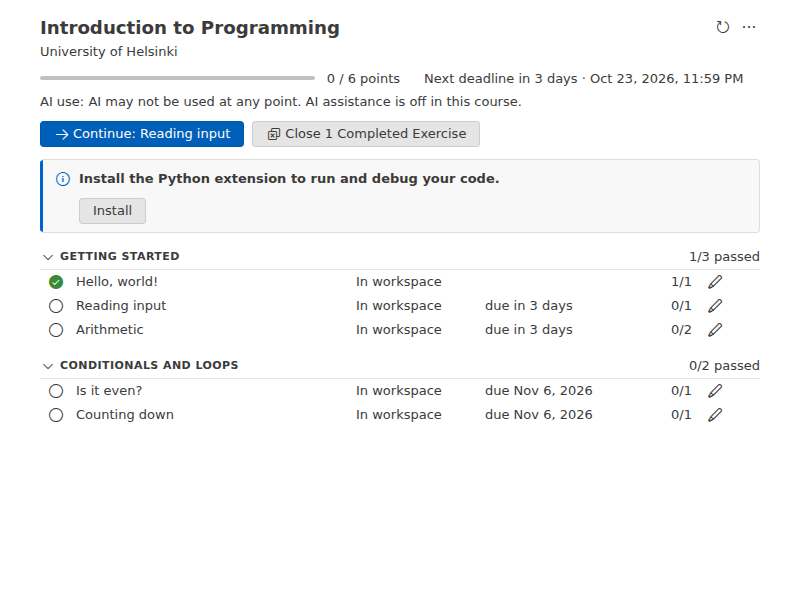 Introduction to Programming
University of Helsinki
0 / 6 points Next deadline in 3 days · Oct 23, 2026, 11:59 PM
AI use: AI may not be used at any point. AI assistance is off in this course.
Continue: Reading input Close 1 Completed Exercise
Install the Python extension to run and debug your code.
Install
GETTING STARTED 1/3 passed
Hello, world! In workspace 1/1
Reading input In workspace due in 3 days 0/1
Arithmetic In workspace due in 3 days 0/2
CONDITIONALS AND LOOPS 0/2 passed
Is it even? In workspace due Nov 6, 2026 0/1
Counting down In workspace due Nov 6, 2026 0/1